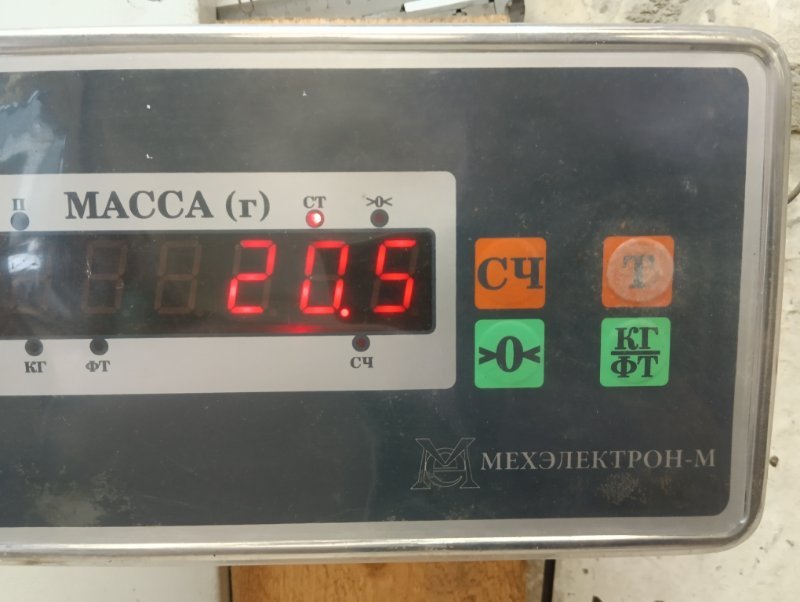 П МАССА (г) СТ >0<
20.5
КГ ФТ СЧ
СЧ Т
>0< КГ/ФТ
МЕХЭЛЕКТРОН-М